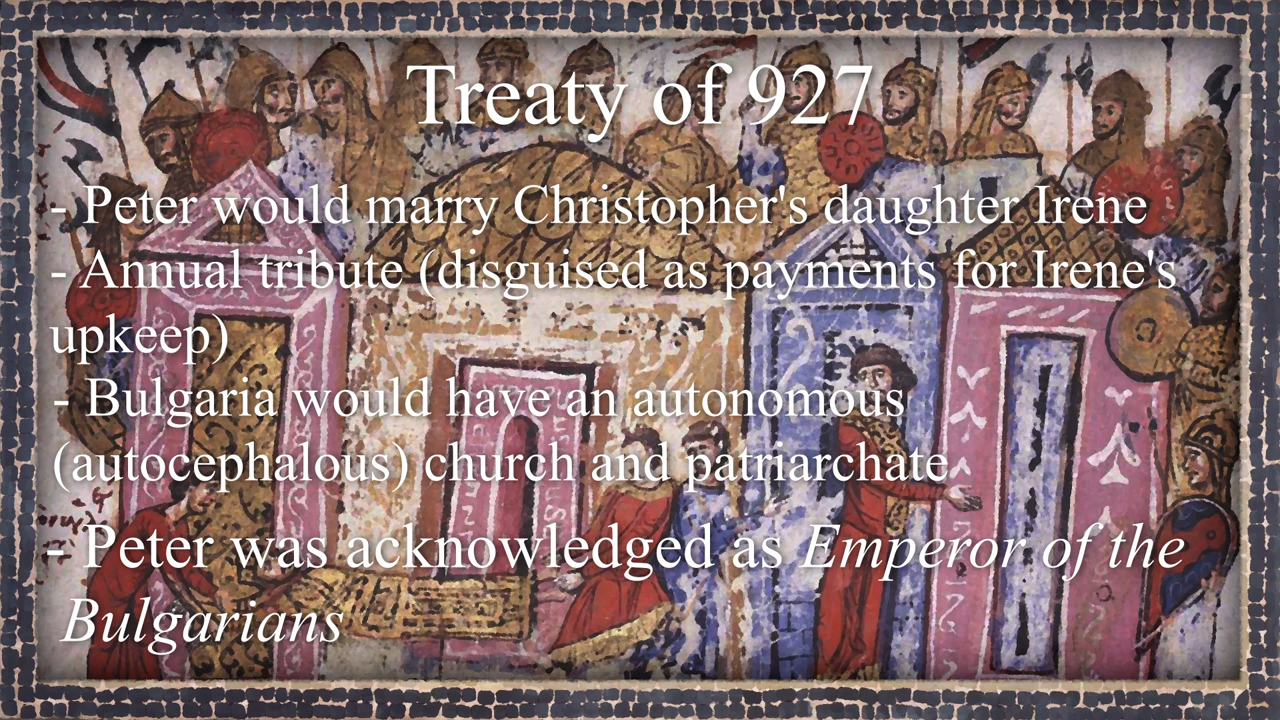 Treaty of 927
- Peter would marry Christopher's daughter Irene
- Annual tribute (disguised as payments for Irene's
upkeep)
- Bulgaria would have an autonomous
(autocephalous) church and patriarchate
- Peter was acknowledged as Emperor of the
Bulgarians